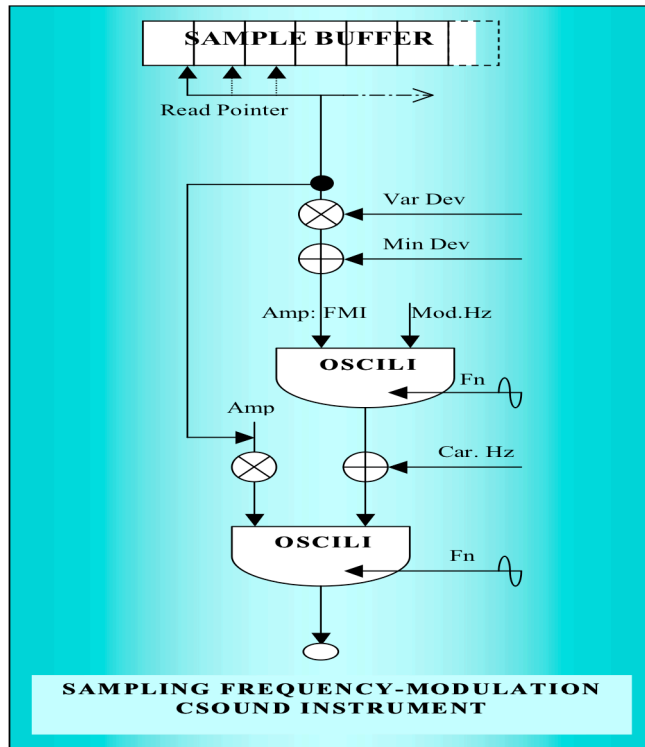 SAMPLE BUFFER
Read Pointer
Var Dev
Min Dev
Amp: FMI
Mod.Hz
OSCILI
Fn
Amp
Car. Hz
OSCILI
Fn
SAMPLING FREQUENCY-MODULATION
CSOUND INSTRUMENT